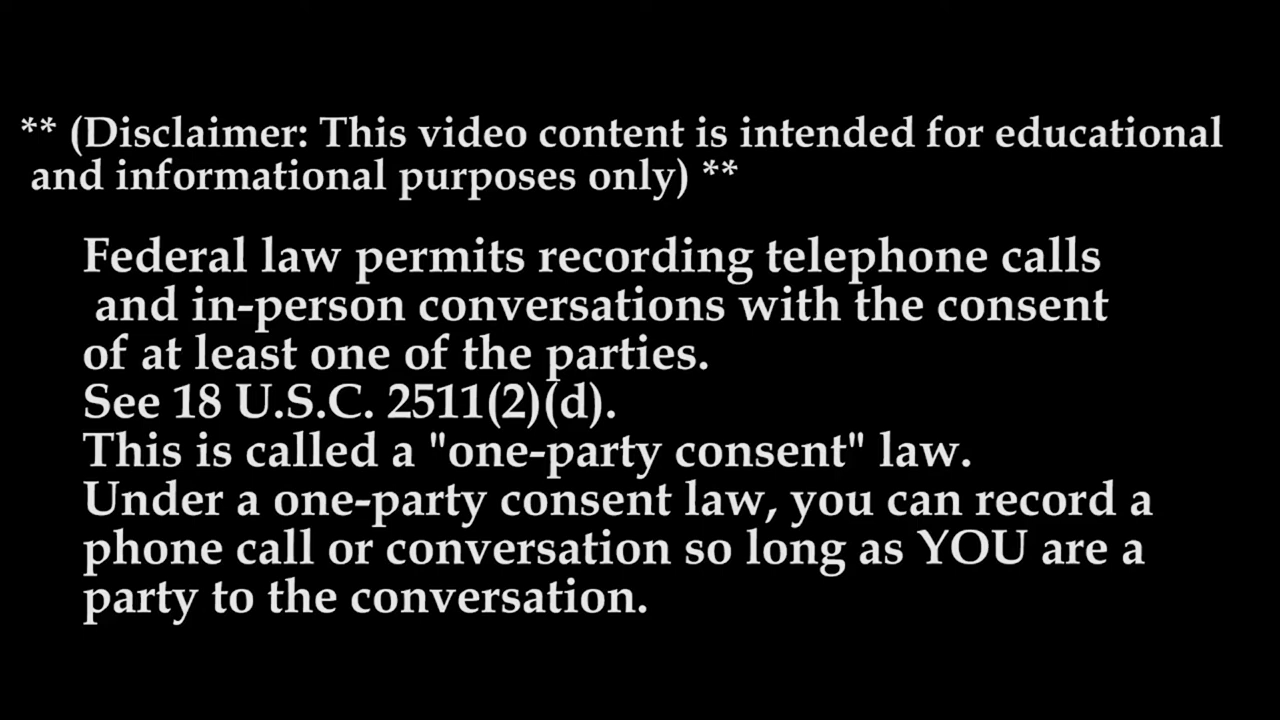 ** (Disclaimer: This video content is intended for educational
and informational purposes only) **
Federal law permits recording telephone calls
and in-person conversations with the consent
of at least one of the parties.
See 18 U.S.C. 2511(2)(d).
This is called a "one-party consent" law.
Under a one-party consent law, you can record a
phone call or conversation so long as YOU are a
party to the conversation.